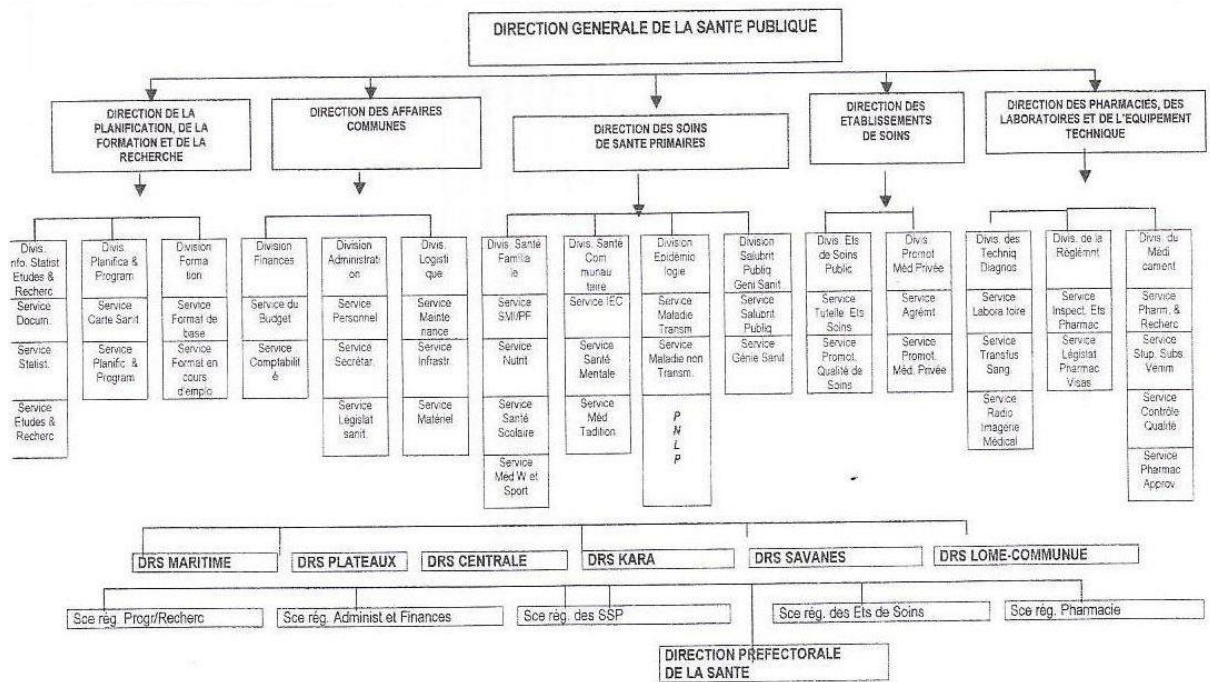 DIRECTION GENERALE DE LA SANTE PUBLIQUE
DIRECTION DE LA
PLANIFICATION, DE LA
FORMATION ET DE LA
RECHERCHE
DIRECTION DES AFFAIRES
COMMUNES
DIRECTION DES SOINS
DE SANTE PRIMAIRES
DIRECTION DES
ETABLISSEMENTS
DE SOINS
DIRECTION DES PHARMACIES, DES
LABORATOIRES ET DE L'EQUIPEMENT
TECHNIQUE
Divis.
nfo. Statist
Etudes &
Recherc
Service
Docum.
Service
Statist.
Service
Etudes &
Recherc
Divis.
Planifica &
Program
Service
Carte Sanit
Service
Planific &
Program
Division
Forma
tion
Service
Format de
base
Service
Format en
cours
d'emplo
Division
Finances
Service du
Budget
Service
Comptabilit
é
Division
Administrati
on
Service
Personnel
Service
Secrétar.
Service
Législat
sanit.
Divis.
Logisti
que
Service
Mainte
nance
Service
Infrastr.
Service
Matériel
Divis. Santé
Familia
le
Service
SMI/PF
Service
Nutrit
Service
Santé
Scolaire
Service
Méd W et
Sport
Divis. Santé
Com
munau
taire
Service IEC
Service
Santé
Mentale
Service
Méd
Tadition
Division
Epidémio
logie
Service
Maladie
Transm
Service
Maladie non
Transm.
P
N
L
P
Division
Salubrit
Publiq
Geni Sanit
Service
Salubrit
Publiq
Service
Génie Sanit
Divis. Ets
de Soins
Public
Service
Tutelle Ets
Soins
Service
Promot.
Qualité de
Soins
Divis.
Promot
Méd Privée
Service
Agrémt
Service
Promot.
Méd. Privée
Divis. des
Techniq
Diagnos
Service
Labora toire
Service
Transfus
Sang.
Service
Radio
Imagerie
Médical
Divis. de la
Réglémnt
Service
Inspect. Ets
Pharmac
Service
Législat
Pharmac
Visas
Divis. du
Médi
cament
Service
Pharm. &
Recherc
Service
Stup. Subs.
Venim
Service
Contrôle
Qualité
Service
Pharmac
Approv.
DRS MARITIME
DRS PLATEAUX
DRS CENTRALE
DRS KARA
DRS SAVANES
DRS LOME-COMMUNUE
Sce rég. Progr/Recherc
Sce rég. Administ et Finances
Sce rég. des SSP
Sce rég. des Ets de Soins
Sce rég. Pharmacie
DIRECTION PREFECTORALE
DE LA SANTE